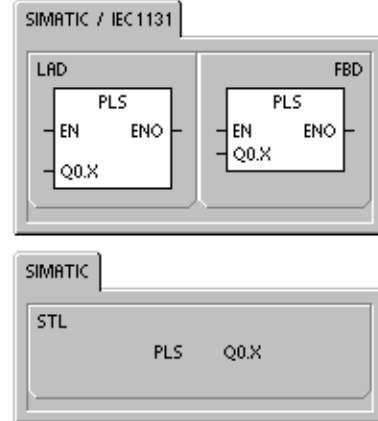 SIMATIC / IEC1131
LAD
FBD
PLS
EN ENO
Q0.X
PLS
EN ENO
Q0.X
SIMATIC
STL
PLS Q0.X